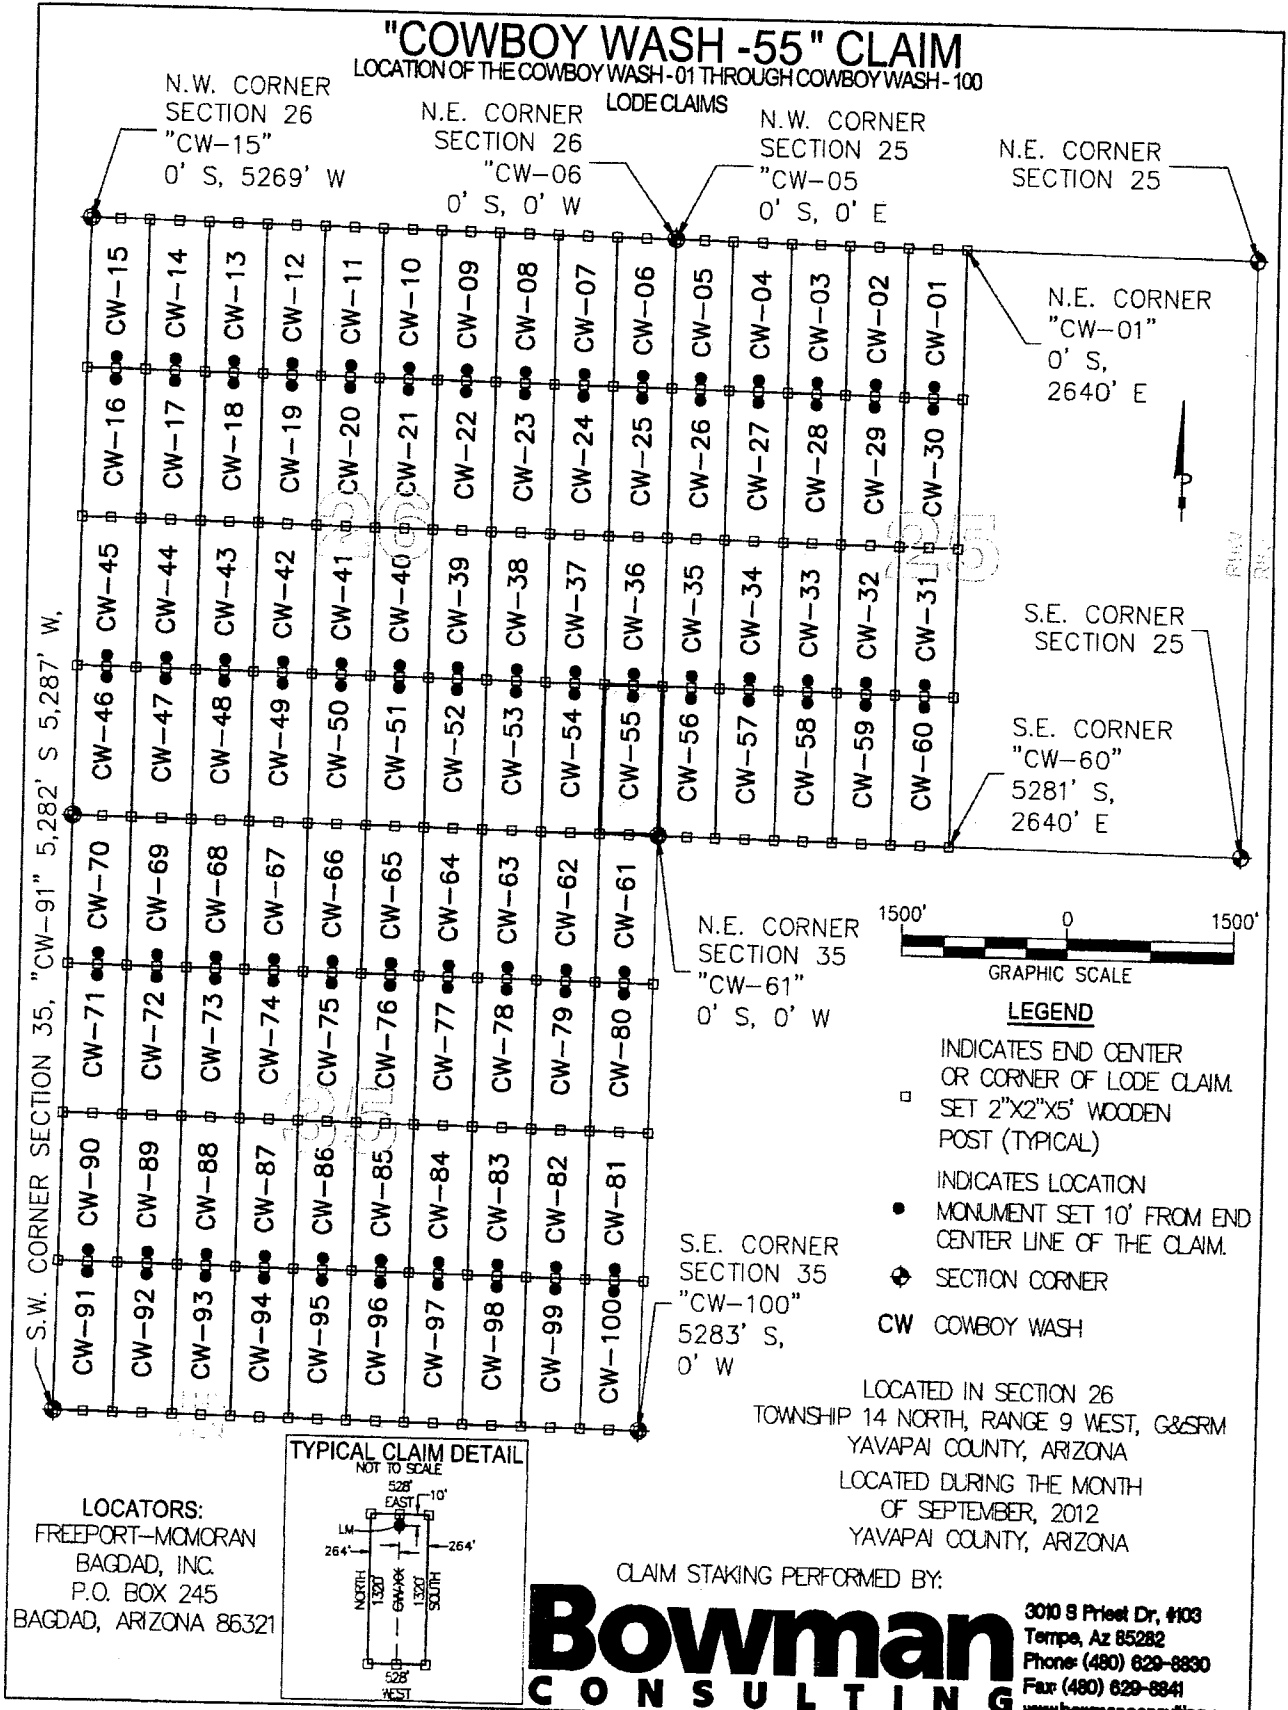 "COWBOY WASH -55" CLAIM
LOCATION OF THE COWBOY WASH - 01 THROUGH COWBOY WASH - 100
LODE CLAIMS
N.W. CORNER
SECTION 26
"CW-15"
0' S, 5269' W
N.E. CORNER
SECTION 26
"CW-06
0' S, 0' W
N.W. CORNER
SECTION 25
"CW-05
0' S, 0' E
N.E. CORNER
SECTION 25
CW-15 CW-14 CW-13 CW-12 CW-11 CW-10 CW-09 CW-08 CW-07 CW-06 CW-05 CW-04 CW-03 CW-02 CW-01
N.E. CORNER
"CW-01"
0' S,
2640' E
CW-16 CW-17 CW-18 CW-19 CW-20 CW-21 CW-22 CW-23 CW-24 CW-25 CW-26 CW-27 CW-28 CW-29 CW-30
26
25
CW-45 CW-44 CW-43 CW-42 CW-41 CW-40 CW-39 CW-38 CW-37 CW-36 CW-35 CW-34 CW-33 CW-32 CW-31
S.E. CORNER
SECTION 25
CW-46 CW-47 CW-48 CW-49 CW-50 CW-51 CW-52 CW-53 CW-54 CW-55 CW-56 CW-57 CW-58 CW-59 CW-60
S.E. CORNER
"CW-60"
5281' S,
2640' E
CW-70 CW-69 CW-68 CW-67 CW-66 CW-65 CW-64 CW-63 CW-62 CW-61
N.E. CORNER
SECTION 35
"CW-61"
0' S, 0' W
CW-71 CW-72 CW-73 CW-74 CW-75 CW-76 CW-77 CW-78 CW-79 CW-80
35
CW-90 CW-89 CW-88 CW-87 CW-86 CW-85 CW-84 CW-83 CW-82 CW-81
S.E. CORNER
SECTION 35
"CW-100"
5283' S,
0' W
CW-91 CW-92 CW-93 CW-94 CW-95 CW-96 CW-97 CW-98 CW-99 CW-100
S.W. CORNER SECTION 35, "CW-91" 5,282' S 5,287' W,
1500' 0 1500'
GRAPHIC SCALE
LEGEND
INDICATES END CENTER
OR CORNER OF LODE CLAIM.
SET 2"X2"X5' WOODEN
POST (TYPICAL)
INDICATES LOCATION
MONUMENT SET 10' FROM END
CENTER LINE OF THE CLAIM.
SECTION CORNER
CW COWBOY WASH
LOCATED IN SECTION 26
TOWNSHIP 14 NORTH, RANGE 9 WEST, G&SRM
YAVAPAI COUNTY, ARIZONA
LOCATED DURING THE MONTH
OF SEPTEMBER, 2012
YAVAPAI COUNTY, ARIZONA
TYPICAL CLAIM DETAIL
NOT TO SCALE
528'
EAST 10'
LM
264' 264'
NORTH
1320'
CW-XX
1320'
SOUTH
528'
WEST
LOCATORS:
FREEPORT-MCMORAN
BAGDAD, INC.
P.O. BOX 245
BAGDAD, ARIZONA 86321
CLAIM STAKING PERFORMED BY:
Bowman
CONSULTING
3010 S Priest Dr, #103
Tempe, Az 85282
Phone: (480) 629-8830
Fax: (480) 629-8841